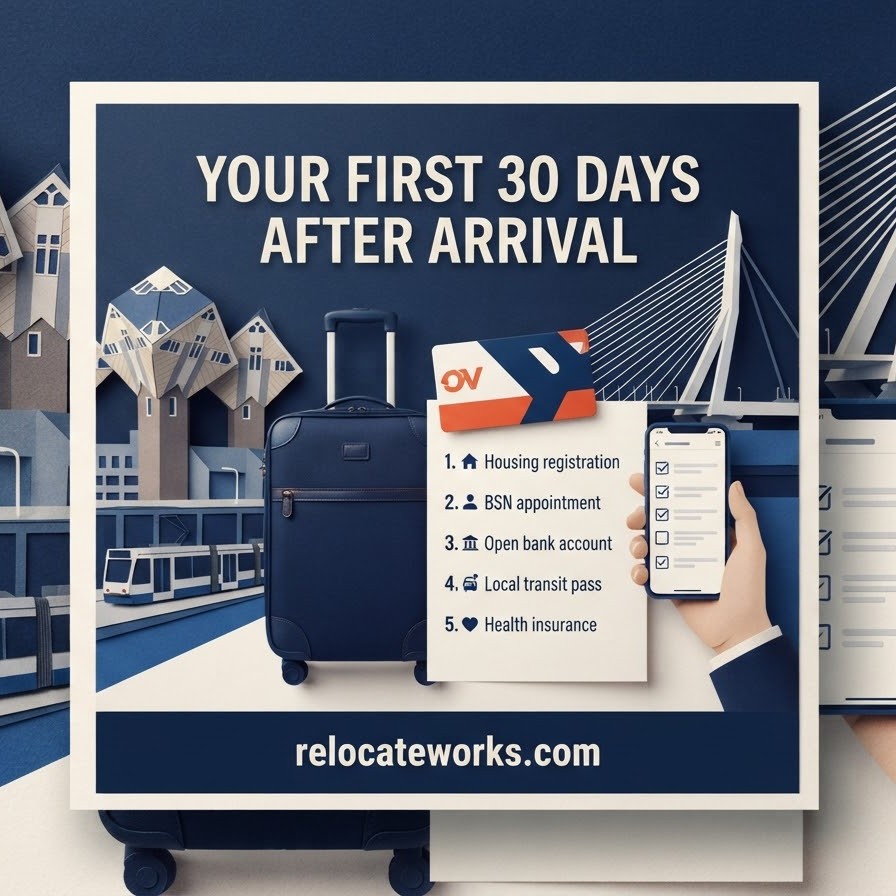 YOUR FIRST 30 DAYS
AFTER ARRIVAL
OV
1. Housing registration
2. BSN appointment
3. Open bank account
4. Local transit pass
5. Health insurance
relocateworks.com